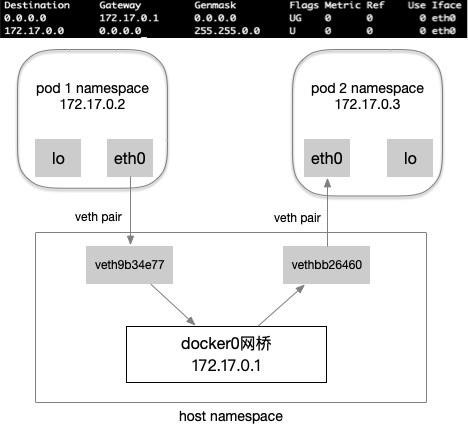 Destination Gateway Genmask Flags Metric Ref Use Iface
0.0.0.0 172.17.0.1 0.0.0.0 UG 0 0 0 eth0
172.17.0.0 0.0.0.0 255.255.0.0 U 0 0 0 eth0
pod 1 namespace
172.17.0.2
pod 2 namespace
172.17.0.3
lo
eth0
eth0
lo
veth pair
veth pair
veth9b34e77
vethbb26460
docker0网桥
172.17.0.1
host namespace